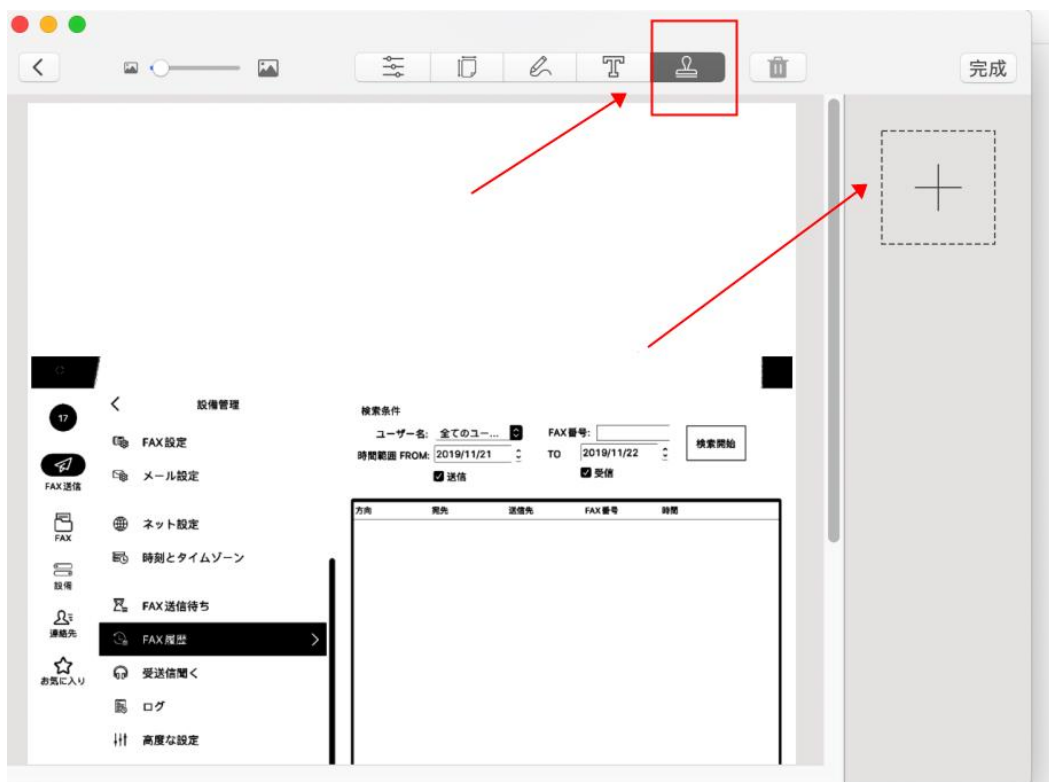 完成
T
設備管理
17
FAX設定
FAX送信
メール設定
FAX
ネット設定
時刻とタイムゾーン
設備
FAX送信待ち
連絡先
FAX履歴
お気に入り
受送信聞く
ログ
高度な設定
検索条件
ユーザー名: 全てのユー... FAX番号:
検索開始
時間範囲 FROM: 2019/11/21 TO 2019/11/22
送信 受信
方向 宛先 送信先 FAX番号 時間